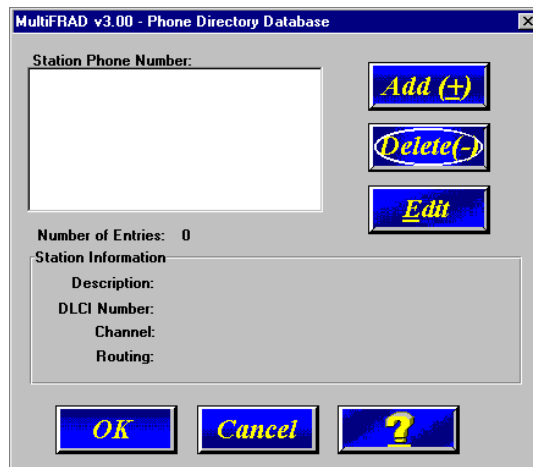 MultiFRAD v3.00 - Phone Directory Database
Station Phone Number:
Add (+)
Delete(-)
Edit
Number of Entries: 0
Station Information
Description:
DLCI Number:
Channel:
Routing:
OK
Cancel
?